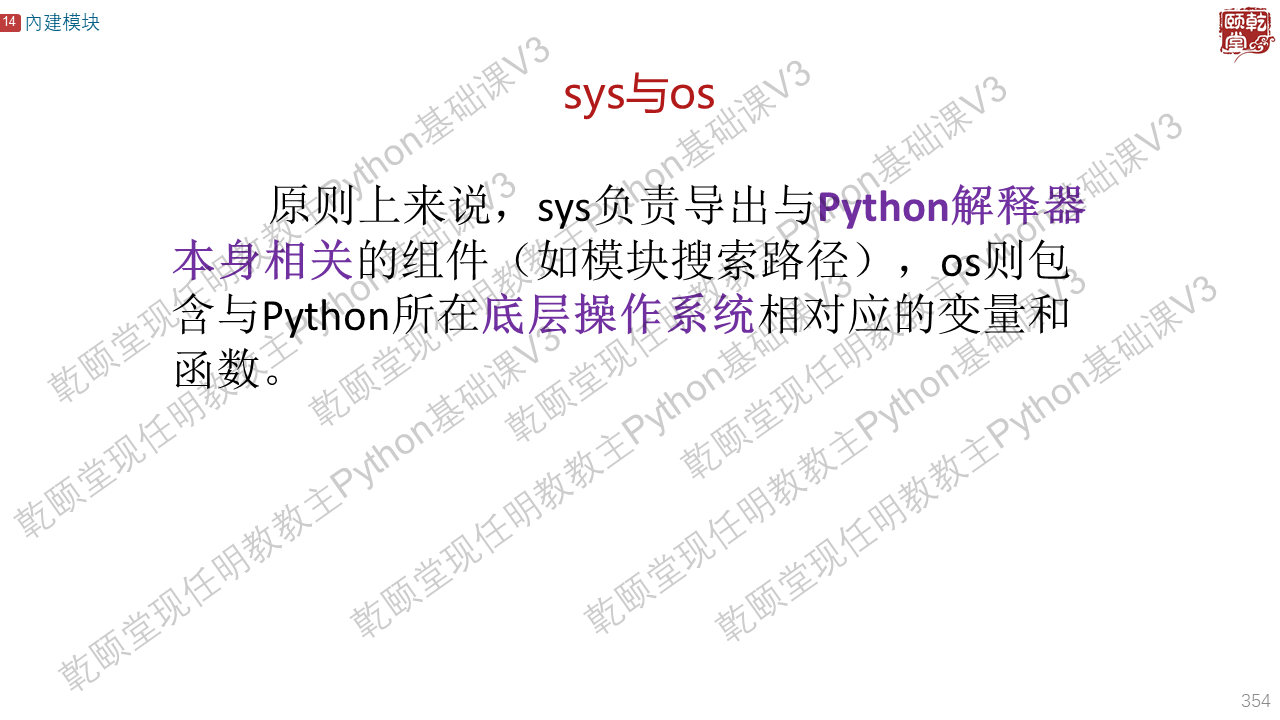 14 內建模块
乾颐堂
sys与os
原则上来说，sys负责导出与Python解释器
本身相关的组件（如模块搜索路径），os则包
含与Python所在底层操作系统相对应的变量和
函数。
乾颐堂现任明教教主Python基础课V3
乾颐堂现任明教教主Python基础课V3
乾颐堂现任明教教主Python基础课V3
乾颐堂现任明教教主Python基础课V3
乾颐堂现任明教教主Python基础课V3
乾颐堂现任明教教主Python基础课V3
乾颐堂现任明教教主Python基础课V3
乾颐堂现任明教教主Python基础课V3
乾颐堂现任明教教主Python基础课V3
354